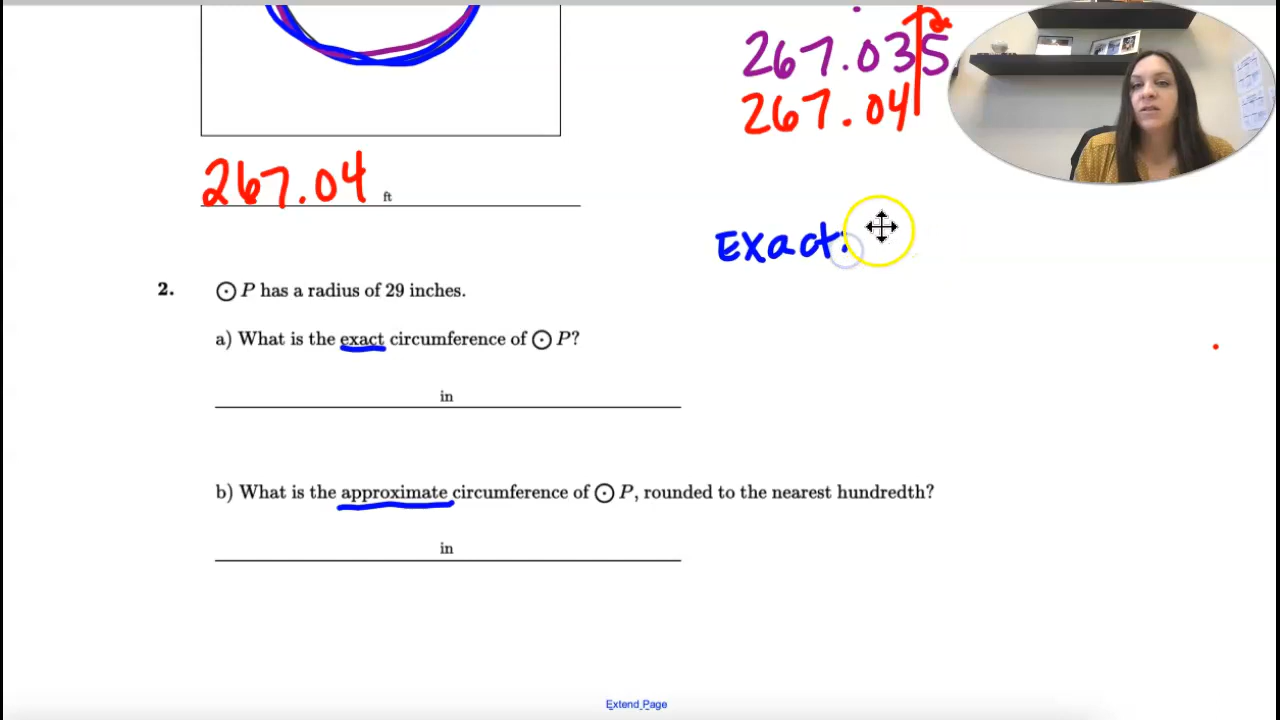 267.035
267.04
267.04 ft
Exact:
2. ⊙ P has a radius of 29 inches.
a) What is the exact circumference of ⊙ P?
in
b) What is the approximate circumference of ⊙ P, rounded to the nearest hundredth?
in
Extend Page